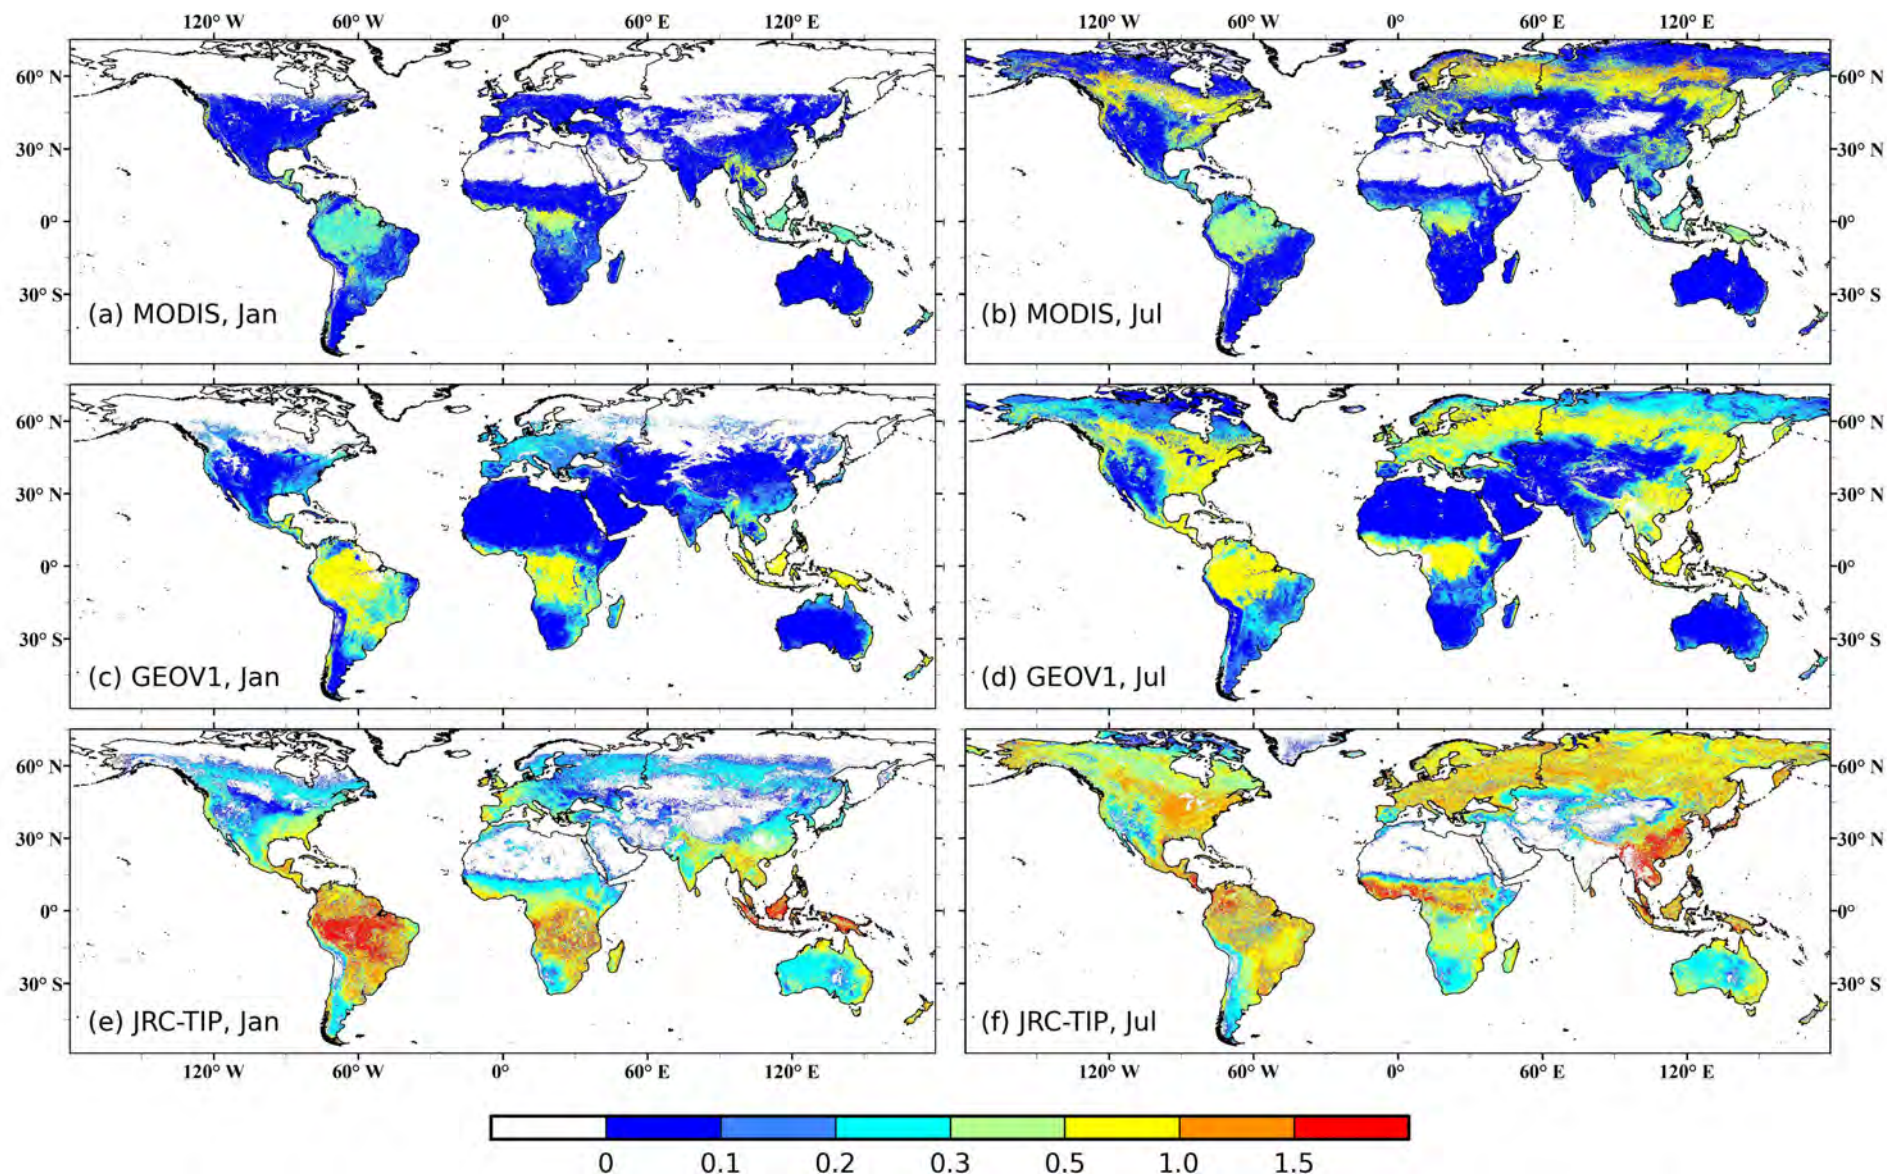 120° W 60° W 0° 60° E 120° E 120° W 60° W 0° 60° E 120° E
60° N 60° N
30° N 30° N
0° 0°
30° S 30° S
(a) MODIS, Jan (b) MODIS, Jul
60° N 60° N
30° N 30° N
0° 0°
30° S 30° S
(c) GEOV1, Jan (d) GEOV1, Jul
60° N 60° N
30° N 30° N
0° 0°
30° S 30° S
(e) JRC-TIP, Jan (f) JRC-TIP, Jul
120° W 60° W 0° 60° E 120° E 120° W 60° W 0° 60° E 120° E
0 0.1 0.2 0.3 0.5 1.0 1.5